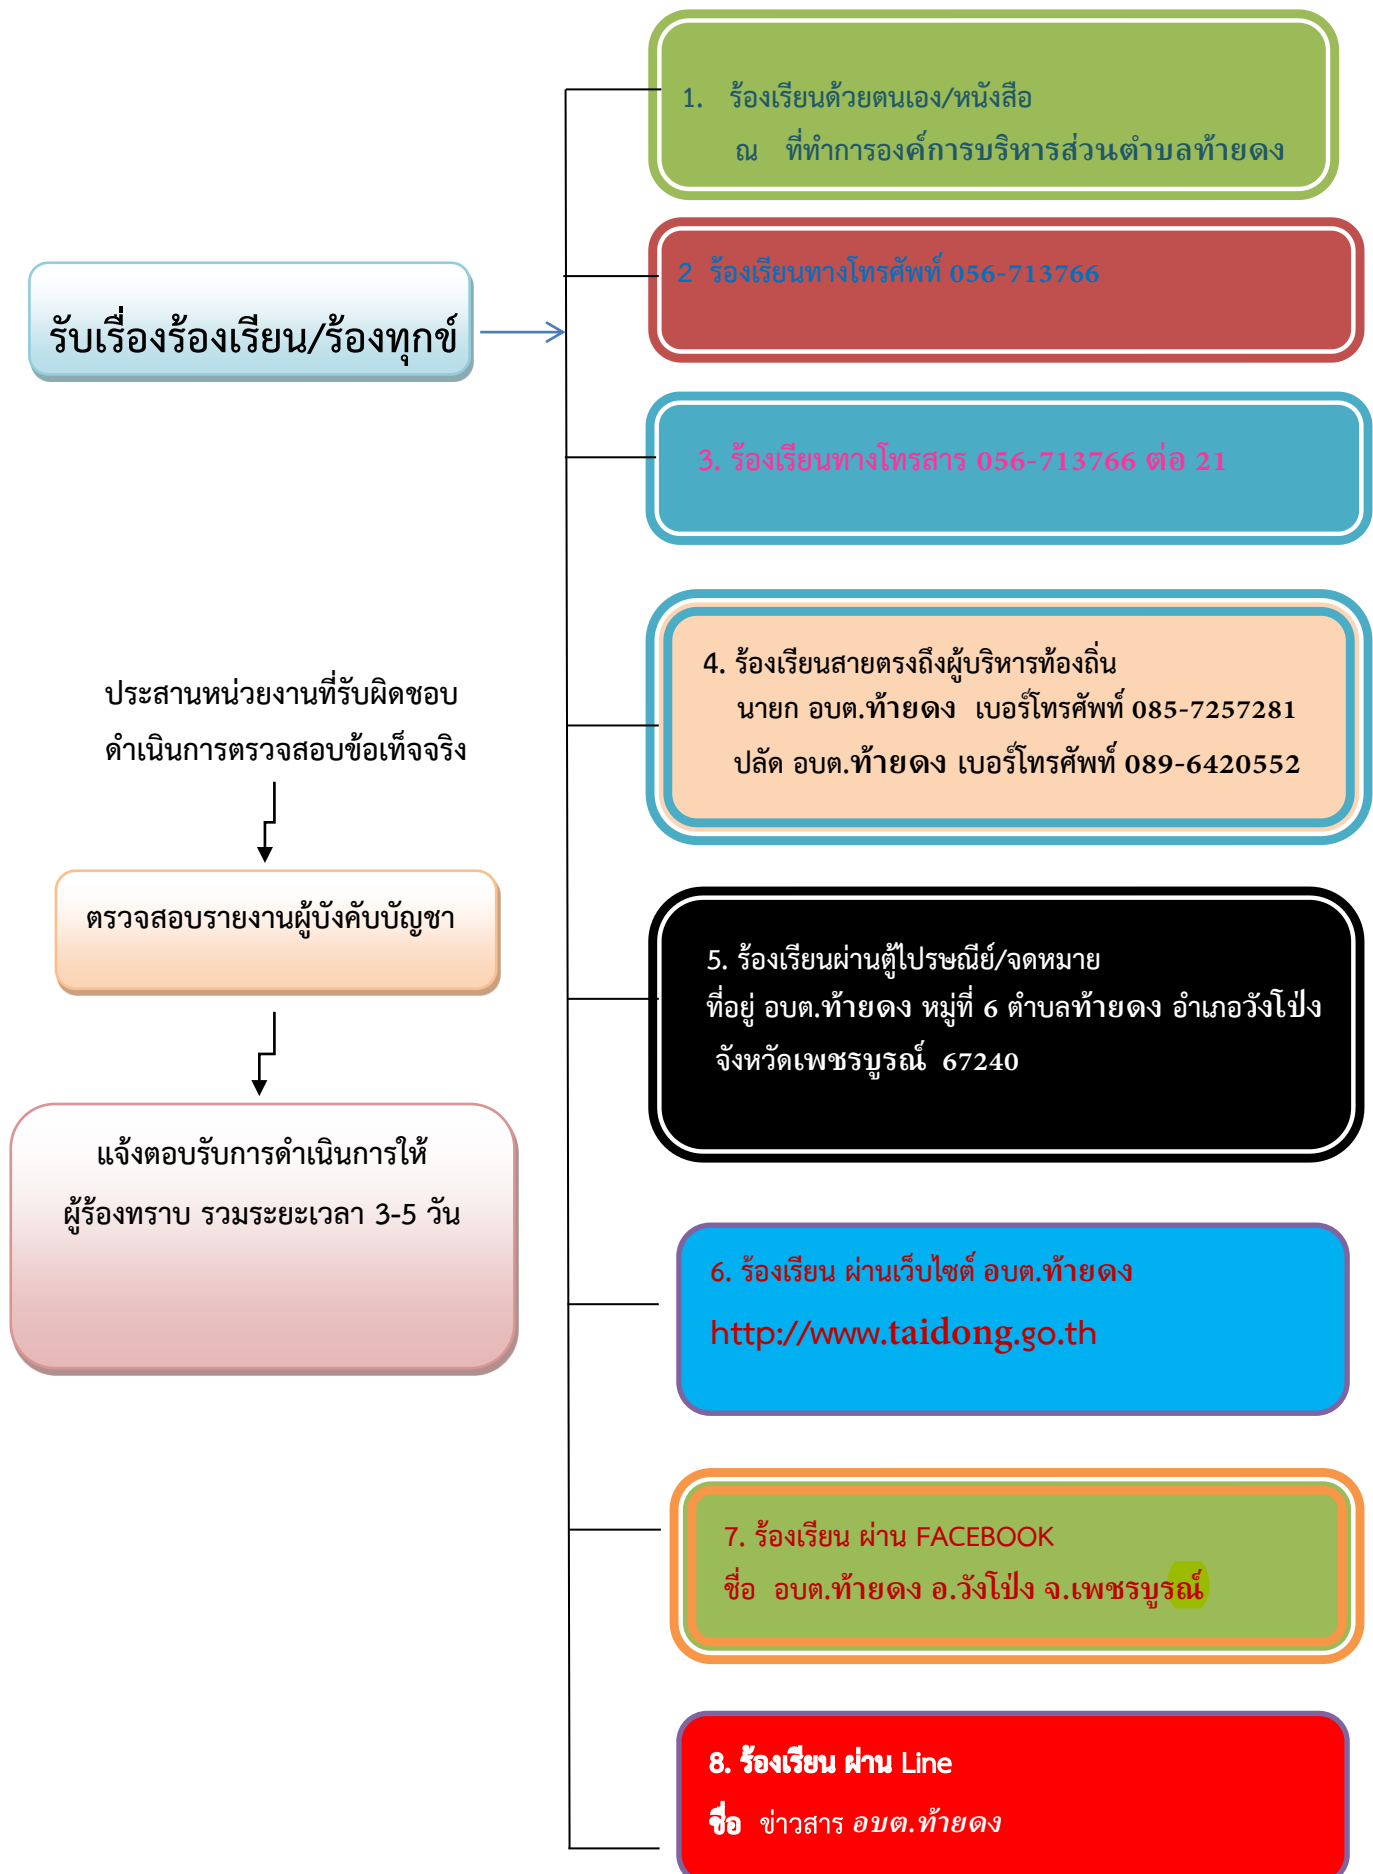 รับเรื่องร้องเรียน/ร้องทุกข์
1. ร้องเรียนด้วยตนเอง/หนังสือ
ณ ที่ทำการองค์การบริหารส่วนตำบลท้ายดง
2 ร้องเรียนทางโทรศัพท์ 056-713766
3. ร้องเรียนทางโทรสาร 056-713766 ต่อ 21
4. ร้องเรียนสายตรงถึงผู้บริหารท้องถิ่น
นายก อบต.ท้ายดง เบอร์โทรศัพท์ 085-7257281
ปลัด อบต.ท้ายดง เบอร์โทรศัพท์ 089-6420552
5. ร้องเรียนผ่านตู้ไปรษณีย์/จดหมาย
ที่อยู่ อบต.ท้ายดง หมู่ที่ 6 ตำบลท้ายดง อำเภอวังโป่ง
จังหวัดเพชรบูรณ์ 67240
6. ร้องเรียน ผ่านเว็บไซต์ อบต.ท้ายดง
http://www.taidong.go.th
7. ร้องเรียน ผ่าน FACEBOOK
ชื่อ อบต.ท้ายดง อ.วังโป่ง จ.เพชรบูรณ์
8. ร้องเรียน ผ่าน Line
ชื่อ ข่าวสาร อบต.ท้ายดง
ประสานหน่วยงานที่รับผิดชอบ
ดำเนินการตรวจสอบข้อเท็จจริง
ตรวจสอบรายงานผู้บังคับบัญชา
แจ้งตอบรับการดำเนินการให้
ผู้ร้องทราบ รวมระยะเวลา 3-5 วัน